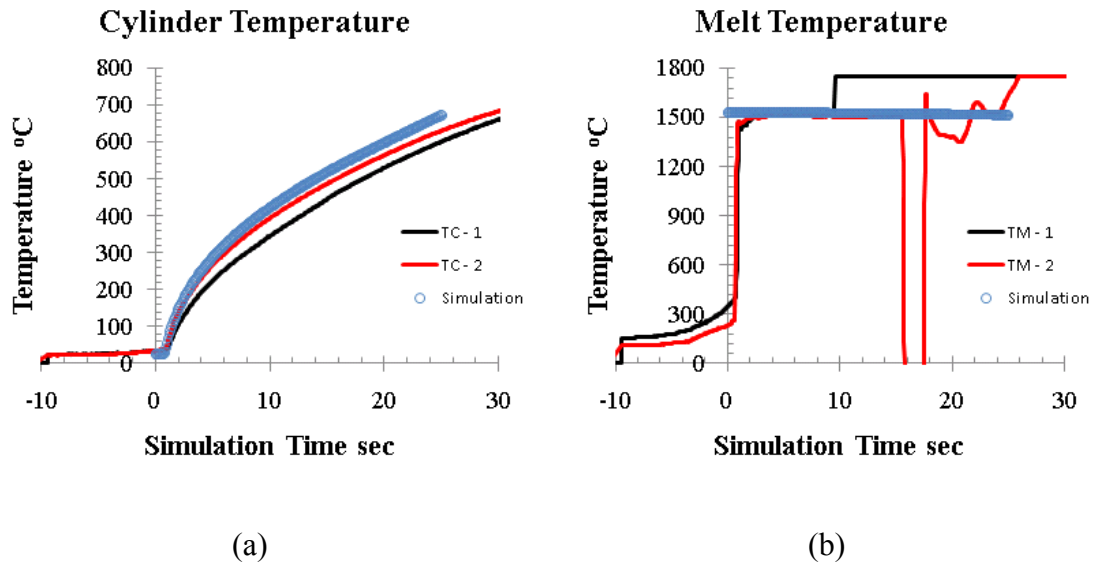 Cylinder Temperature
Temperature ºC
800
700
600
500
400
300
200
100
0
-10
0
10
20
30
TC - 1
TC - 2
Simulation
Simulation Time sec
(a)
Melt Temperature
Temperature ºC
1800
1500
1200
900
600
300
0
-10
0
10
20
30
TM - 1
TM - 2
Simulation
Simulation Time sec
(b)